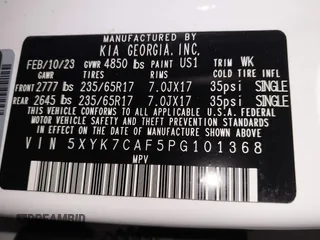 MANUFACTURED BY
KIA GEORGIA, INC.
FEB/10/23 GVWR 4850 lbs PAINT US1 TRIM WK
GAWR TIRES RIMS COLD TIRE INFLATION
FRONT 2777 lbs 235/65R17 7.0JX17 35psi SINGLE
REAR 2645 lbs 235/65R17 7.0JX17 35psi SINGLE
THIS VEHICLE CONFORMS TO ALL APPLICABLE
FEDERAL MOTOR VEHICLE SAFETY AND THEFT
PREVENTION STANDARDS IN EFFECT ON THE
DATE OF MANUFACTURE SHOWN ABOVE.
VIN 5XYK7CAF5PG101368
MPV